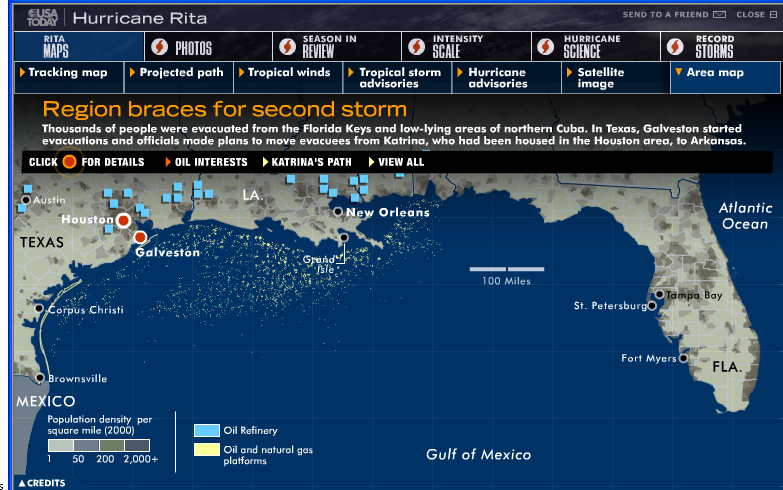 USA TODAY
Hurricane Rita
SEND TO A FRIEND
CLOSE
RITA MAPS
PHOTOS
SEASON IN REVIEW
INTENSITY SCALE
HURRICANE SCIENCE
RECORD STORMS
Tracking map
Projected path
Tropical winds
Tropical storm advisories
Hurricane advisories
Satellite image
Area map
Region braces for second storm
Thousands of people were evacuated from the Florida Keys and low-lying areas of northern Cuba. In Texas, Galveston started
evacuations and officials made plans to move evacuees from Katrina, who had been housed in the Houston area, to Arkansas.
CLICK FOR DETAILS
OIL INTERESTS
KATRINA'S PATH
VIEW ALL
Austin
LA.
Houston
New Orleans
Atlantic
Ocean
TEXAS
Galveston
Grand
Isle
100 Miles
Tampa Bay
St. Petersburg
Corpus Christi
Fort Myers
FLA.
Brownsville
MEXICO
Population density per
square mile (2000)
1 50 200 2,000+
Oil Refinery
Oil and natural gas
platforms
Gulf of Mexico
CREDITS
s